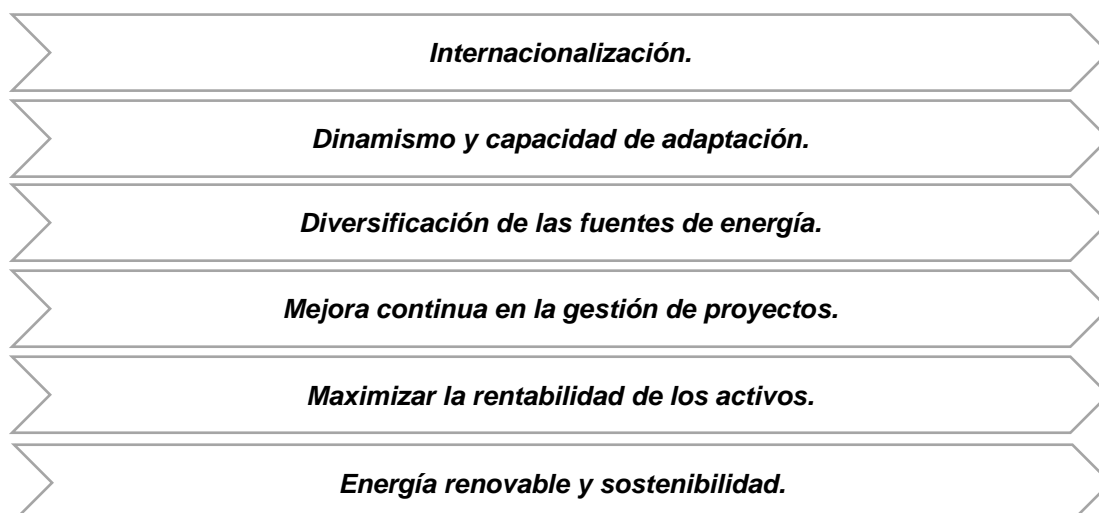 Internacionalización.
Dinamismo y capacidad de adaptación.
Diversificación de las fuentes de energía.
Mejora continua en la gestión de proyectos.
Maximizar la rentabilidad de los activos.
Energía renovable y sostenibilidad.